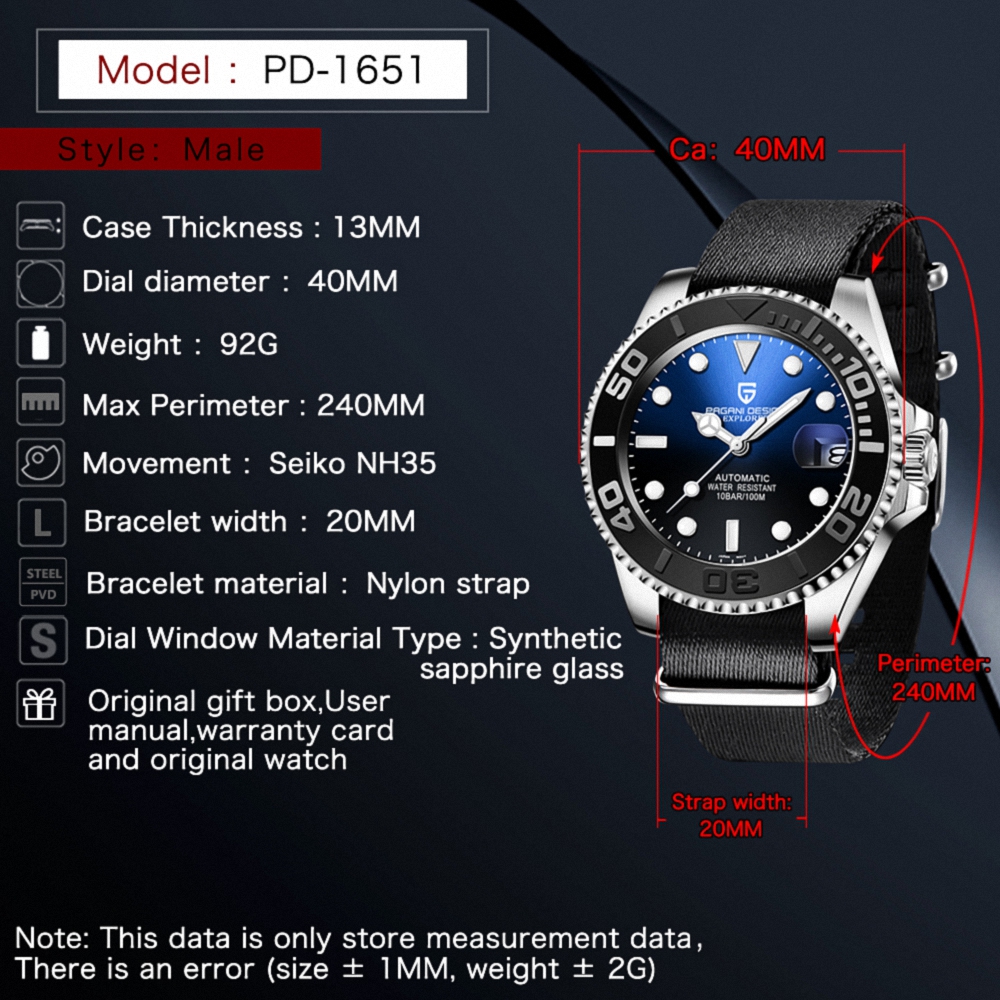 Model : PD-1651
Style: Male
Ca: 40MM
Case Thickness : 13MM
Dial diameter : 40MM
Weight : 92G
Max Perimeter : 240MM
Movement : Seiko NH35
L
Bracelet width : 20MM
STEEL
PVD
Bracelet material : Nylon strap
S
Dial Window Material Type : Synthetic
sapphire glass
Original gift box,User
manual,warranty card
and original watch
50
10
40
20
30
PAGANI DESIGN
EXPLORER
AUTOMATIC
WATER RESISTANT
10BAR/100M
Perimeter:
240MM
Strap width:
20MM
Note: This data is only store measurement data,
There is an error (size ± 1MM, weight ± 2G)